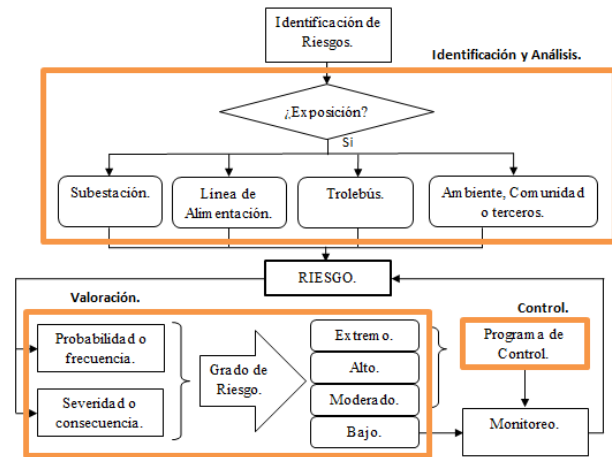 Identificación de
Riesgos.
Identificación y Análisis.
¿Exposición?
Sí
Subestación.
Línea de
Alimentación.
Trolebús.
Ambiente, Comunidad
o terceros.
RIESGO.
Valoración.
Control.
Probabilidad o
frecuencia.
Severidad o
consecuencia.
Grado de
Riesgo.
Extremo.
Alto.
Moderado.
Bajo.
Programa de
Control.
Monitoreo.